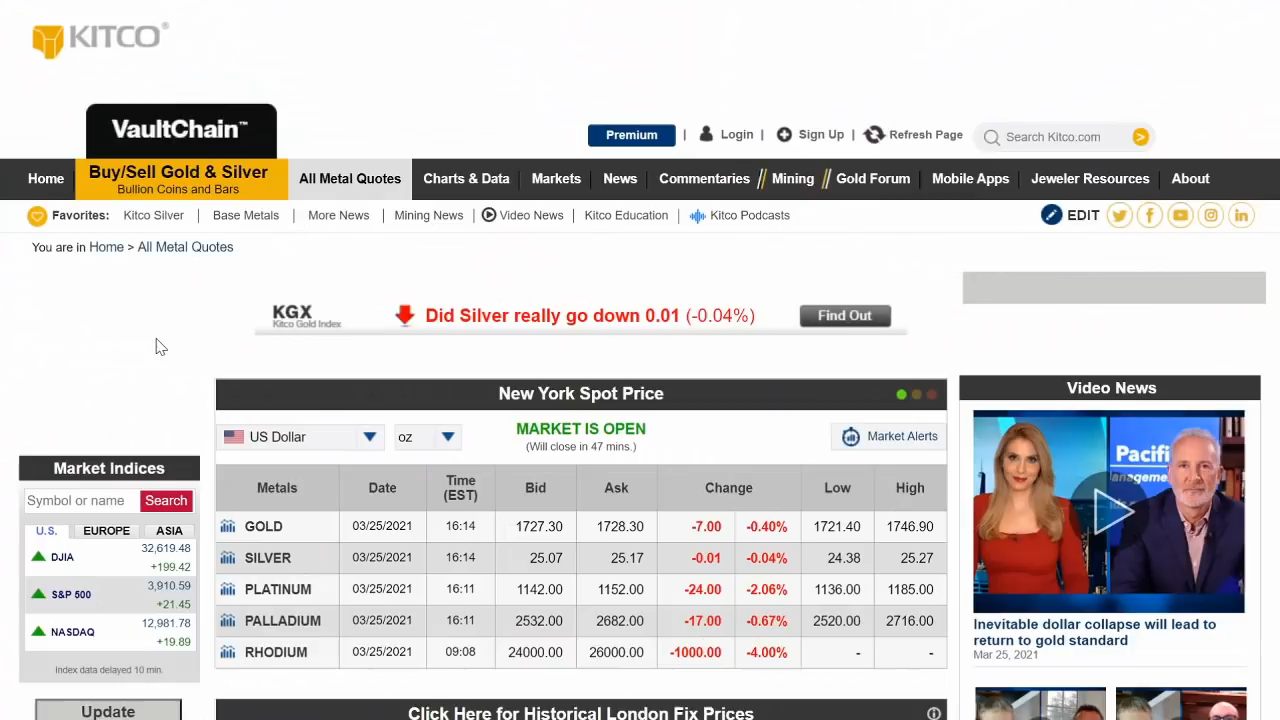 KITCO®
VaultChain™
Premium | Login | Sign Up | Refresh Page Search Kitco.com >
Home Buy/Sell Gold & Silver Bullion Coins and Bars All Metal Quotes Charts & Data Markets News Commentaries // Mining // Gold Forum Mobile Apps Jeweler Resources About
Favorites: Kitco Silver | Base Metals | More News | Mining News | Video News | Kitco Education | Kitco Podcasts EDIT
You are in Home > All Metal Quotes
KGX
Kitco Gold Index
Did Silver really go down 0.01 (-0.04%)
Find Out
New York Spot Price
US Dollar oz
MARKET IS OPEN
(Will close in 47 mins.)
Market Alerts
Metals Date Time (EST) Bid Ask Change Low High
GOLD 03/25/2021 16:14 1727.30 1728.30 -7.00 -0.40% 1721.40 1746.90
SILVER 03/25/2021 16:14 25.07 25.17 -0.01 -0.04% 24.38 25.27
PLATINUM 03/25/2021 16:11 1142.00 1152.00 -24.00 -2.06% 1136.00 1185.00
PALLADIUM 03/25/2021 16:11 2532.00 2682.00 -17.00 -0.67% 2520.00 2716.00
RHODIUM 03/25/2021 09:08 24000.00 26000.00 -1000.00 -4.00% - -
Click Here for Historical London Fix Prices
Market Indices
Symbol or name Search
U.S. EUROPE ASIA
DJIA 32,619.48
+199.42
S&P 500 3,910.59
+21.45
NASDAQ 12,981.78
+19.89
Index data delayed 10 min.
Update
Video News
Pacifi
anageme
Inevitable dollar collapse will lead to
return to gold standard
Mar 25, 2021